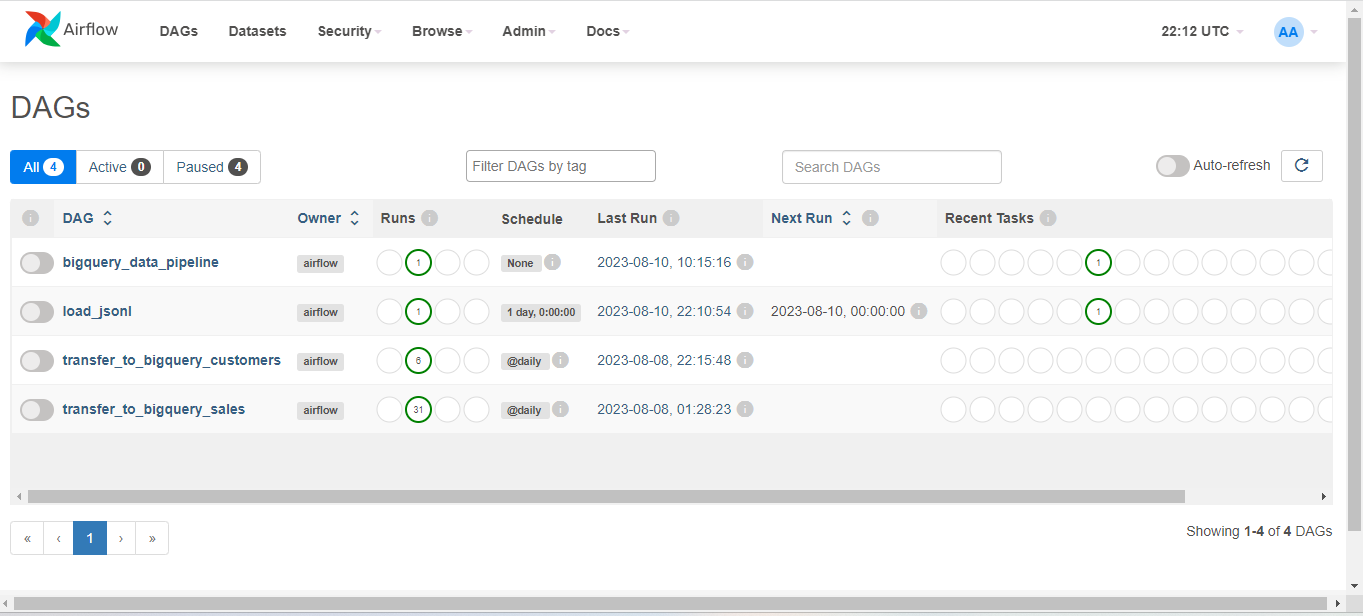 Airflow DAGs Datasets Security Browse Admin Docs 22:12 UTC AA
DAGs
All 4 Active 0 Paused 4 Filter DAGs by tag Search DAGs Auto-refresh
i DAG Owner Runs i Schedule Last Run i Next Run i Recent Tasks i
bigquery_data_pipeline airflow 1 None i 2023-08-10, 10:15:16 i 1
load_jsonl airflow 1 1 day, 0:00:00 2023-08-10, 22:10:54 i 2023-08-10, 00:00:00 i 1
transfer_to_bigquery_customers airflow 6 @daily i 2023-08-08, 22:15:48 i
transfer_to_bigquery_sales airflow 31 @daily i 2023-08-08, 01:28:23 i
« ‹ 1 › »
Showing 1-4 of 4 DAGs